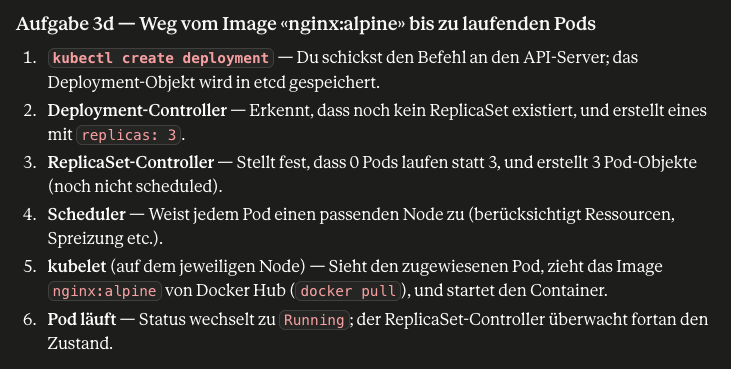 Aufgabe 3d — Weg vom Image «nginx:alpine» bis zu laufenden Pods
1. kubectl create deployment — Du schickst den Befehl an den API-Server; das
Deployment-Objekt wird in etcd gespeichert.
2. Deployment-Controller — Erkennt, dass noch kein ReplicaSet existiert, und erstellt eines
mit replicas: 3.
3. ReplicaSet-Controller — Stellt fest, dass 0 Pods laufen statt 3, und erstellt 3 Pod-Objekte
(noch nicht scheduled).
4. Scheduler — Weist jedem Pod einen passenden Node zu (berücksichtigt Ressourcen,
Spreizung etc.).
5. kubelet (auf dem jeweiligen Node) — Sieht den zugewiesenen Pod, zieht das Image
nginx:alpine von Docker Hub (docker pull), und startet den Container.
6. Pod läuft — Status wechselt zu Running; der ReplicaSet-Controller überwacht fortan den
Zustand.